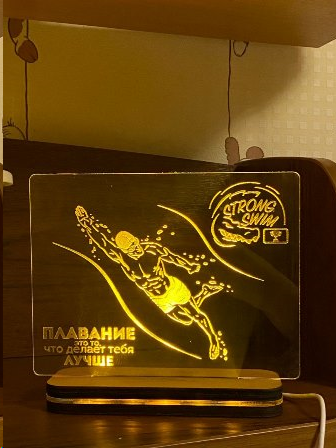 STRONG
SWIM
ПЛАВАНИЕ
это то,
что делает тебя
ЛУЧШЕ